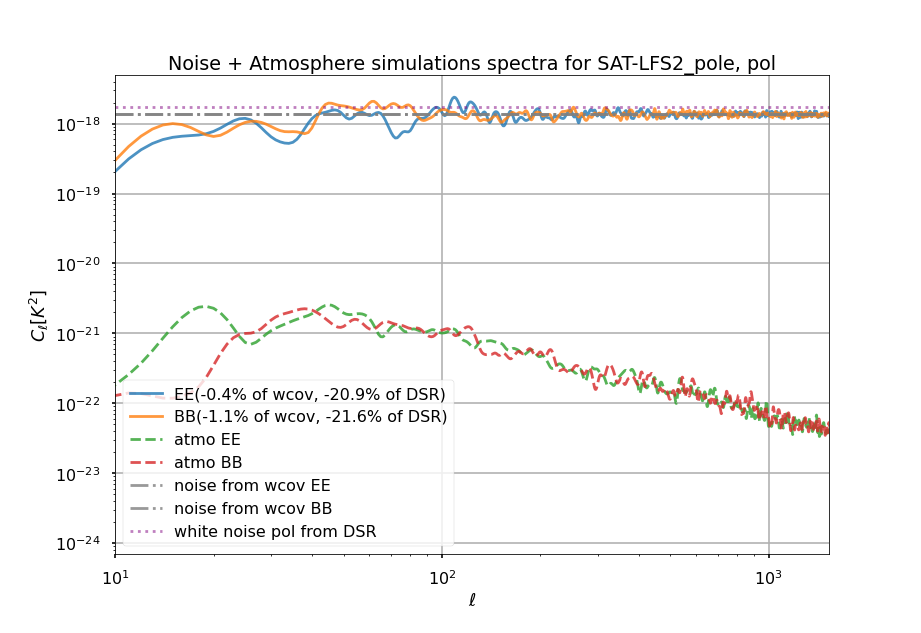 Noise + Atmosphere simulations spectra for SAT-LFS2_pole, pol
10⁻¹⁸
10⁻¹⁹
10⁻²⁰
10⁻²¹
10⁻²²
10⁻²³
10⁻²⁴
Cℓ[K²]
EE(-0.4% of wcov, -20.9% of DSR)
BB(-1.1% of wcov, -21.6% of DSR)
atmo EE
atmo BB
noise from wcov EE
noise from wcov BB
white noise pol from DSR
10¹ 10² 10³
ℓ